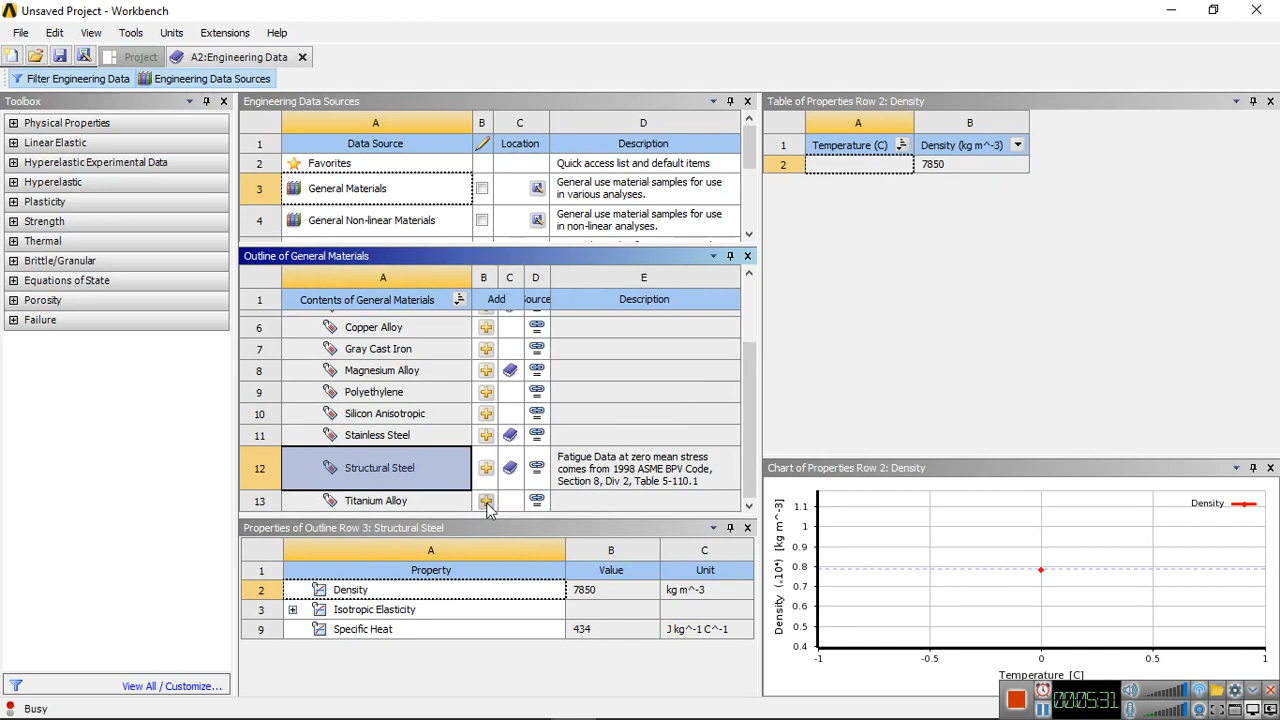 Unsaved Project - Workbench
File Edit View Tools Units Extensions Help
Project A2:Engineering Data
Filter Engineering Data Engineering Data Sources
Toolbox
Physical Properties
Linear Elastic
Hyperelastic Experimental Data
Hyperelastic
Plasticity
Strength
Thermal
Brittle/Granular
Equations of State
Porosity
Failure
View All / Customize...
Engineering Data Sources
A B C D
1 Data Source Location Description
2 Favorites Quick access list and default items
3 General Materials General use material samples for use in various analyses.
4 General Non-linear Materials General use material samples for use in non-linear analyses.
Outline of General Materials
A B C D E
1 Contents of General Materials Add ource Description
6 Copper Alloy
7 Gray Cast Iron
8 Magnesium Alloy
9 Polyethylene
10 Silicon Anisotropic
11 Stainless Steel
12 Structural Steel Fatigue Data at zero mean stress comes from 1998 ASME BPV Code, Section 8, Div 2, Table 5-110.1
13 Titanium Alloy
Properties of Outline Row 3: Structural Steel
A B C
1 Property Value Unit
2 Density 7850 kg m^-3
3 Isotropic Elasticity
9 Specific Heat 434 J kg^-1 C^-1
Table of Properties Row 2: Density
A B
1 Temperature (C) Density (kg m^-3)
2 7850
Chart of Properties Row 2: Density
Density
Density (.10⁴) [kg m^-3]
1.1
1
0.9
0.8
0.7
0.6
0.5
0.4
-1 -0.5 0 0.5 1
Temperature [C]
00:05:31
Busy